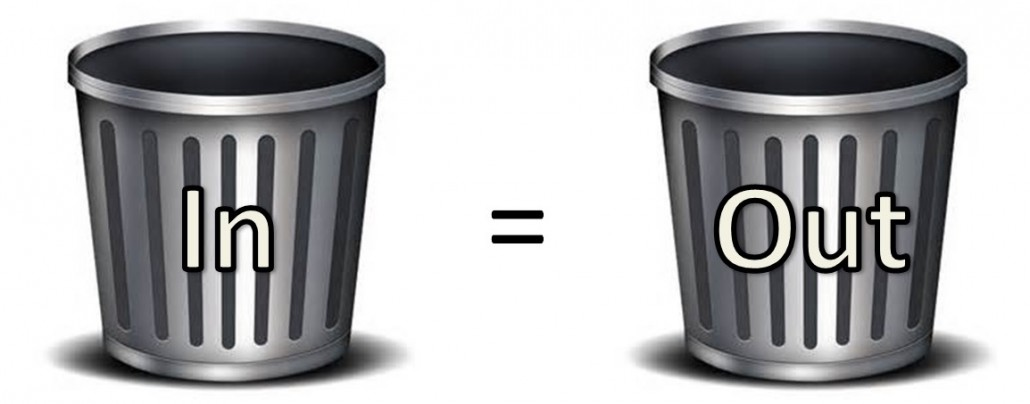 In = Out